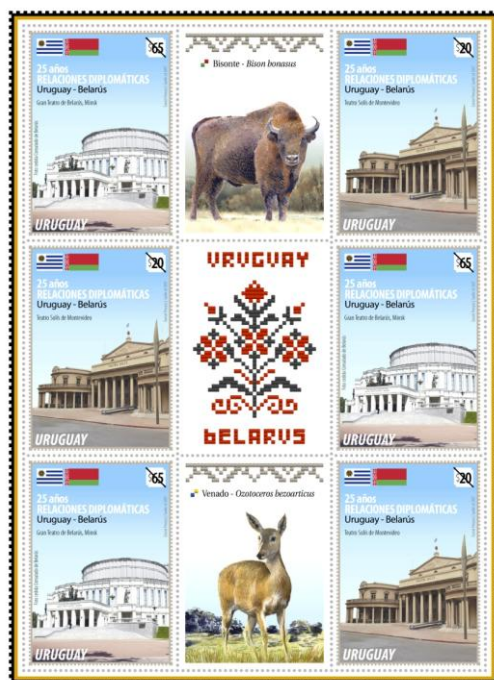 65
25 años
RELACIONES DIPLOMÁTICAS
Uruguay - Belarús
Gran Teatro de Belarús, Minsk
URUGUAY
Bisonte - Bison bonasus
20
25 años
RELACIONES DIPLOMÁTICAS
Uruguay - Belarús
Teatro Solís de Montevideo
URUGUAY
20
25 años
RELACIONES DIPLOMÁTICAS
Uruguay - Belarús
Teatro Solís de Montevideo
URUGUAY
URUGUAY
bELARUS
65
25 años
RELACIONES DIPLOMÁTICAS
Uruguay - Belarús
Gran Teatro de Belarús, Minsk
URUGUAY
65
25 años
RELACIONES DIPLOMÁTICAS
Uruguay - Belarús
Gran Teatro de Belarús, Minsk
URUGUAY
Venado - Ozotoceros bezoarticus
20
25 años
RELACIONES DIPLOMÁTICAS
Uruguay - Belarús
Teatro Solís de Montevideo
URUGUAY